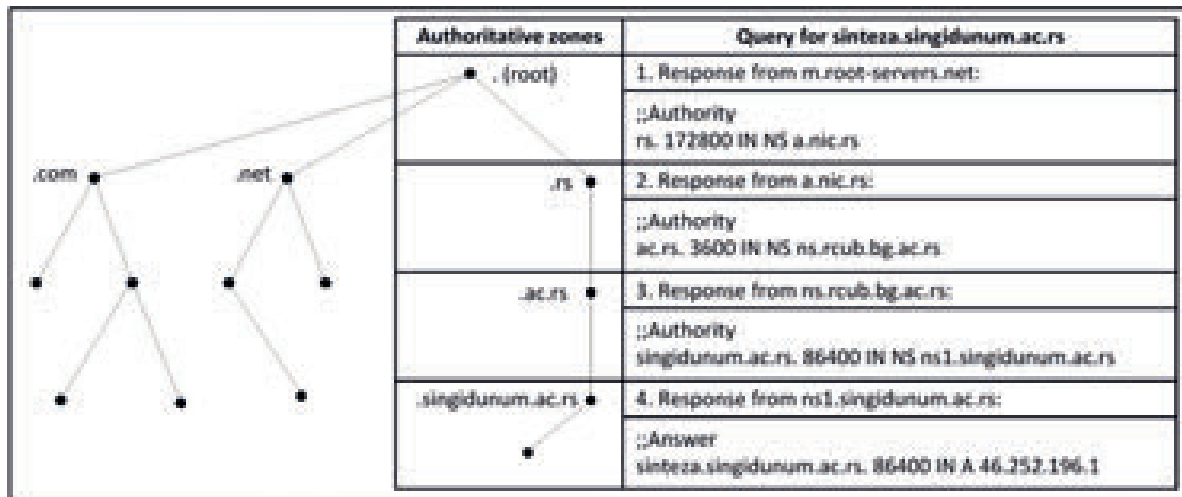 Authoritative zones
Query for sinteza.singidunum.ac.rs
. (root)
1. Response from m.root-servers.net:
;;Authority
rs. 172800 IN NS a.nic.rs
.com
.net
.rs
2. Response from a.nic.rs:
;;Authority
ac.rs. 3600 IN NS ns.rcub.bg.ac.rs
.ac.rs
3. Response from ns.rcub.bg.ac.rs:
;;Authority
singidunum.ac.rs. 86400 IN NS ns1.singidunum.ac.rs
.singidunum.ac.rs
4. Response from ns1.singidunum.ac.rs:
;;Answer
sinteza.singidunum.ac.rs. 86400 IN A 46.252.196.1